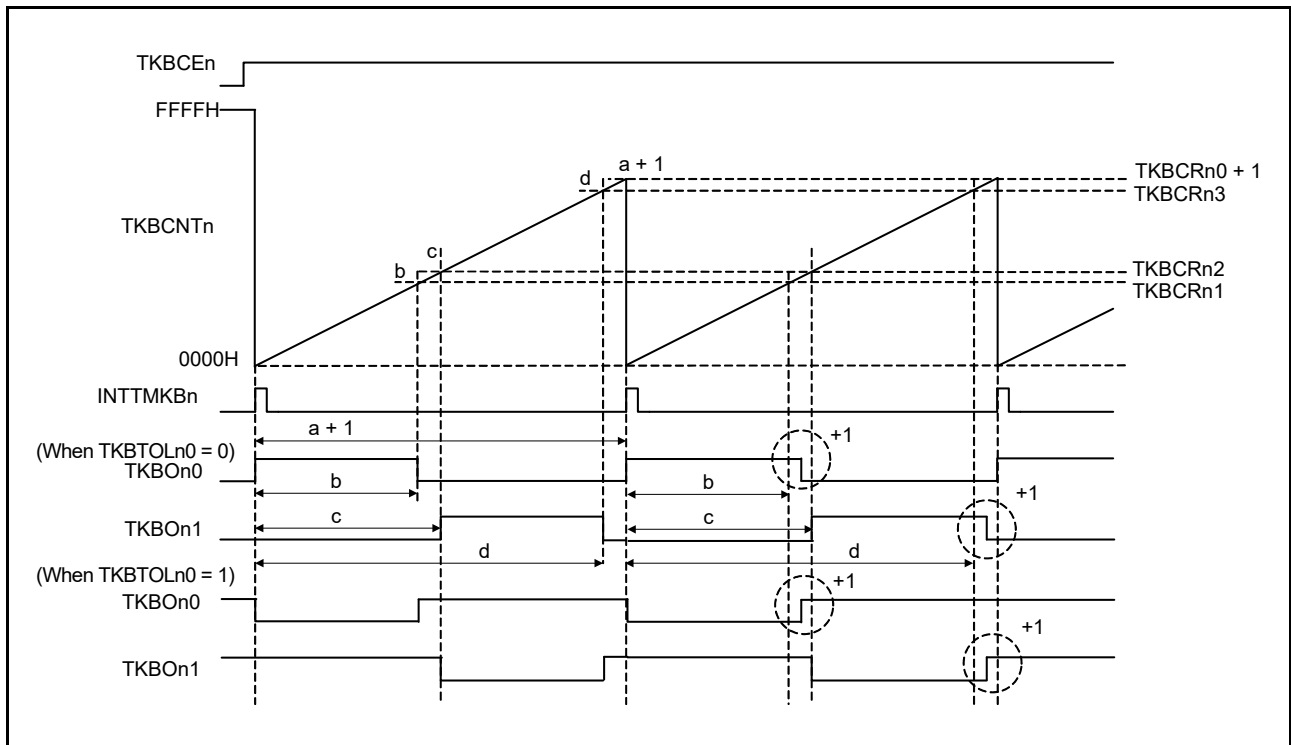 TKBCEn
FFFFH
a + 1
TKBCRn0 + 1
d
TKBCRn3
TKBCNTn
c
b
TKBCRn2
TKBCRn1
0000H
INTTMKBn
a + 1
+1
(When TKBTOLn0 = 0)
TKBOn0
b
b
+1
c
c
TKBOn1
d
d
(When TKBTOLn0 = 1)
+1
TKBOn0
+1
TKBOn1